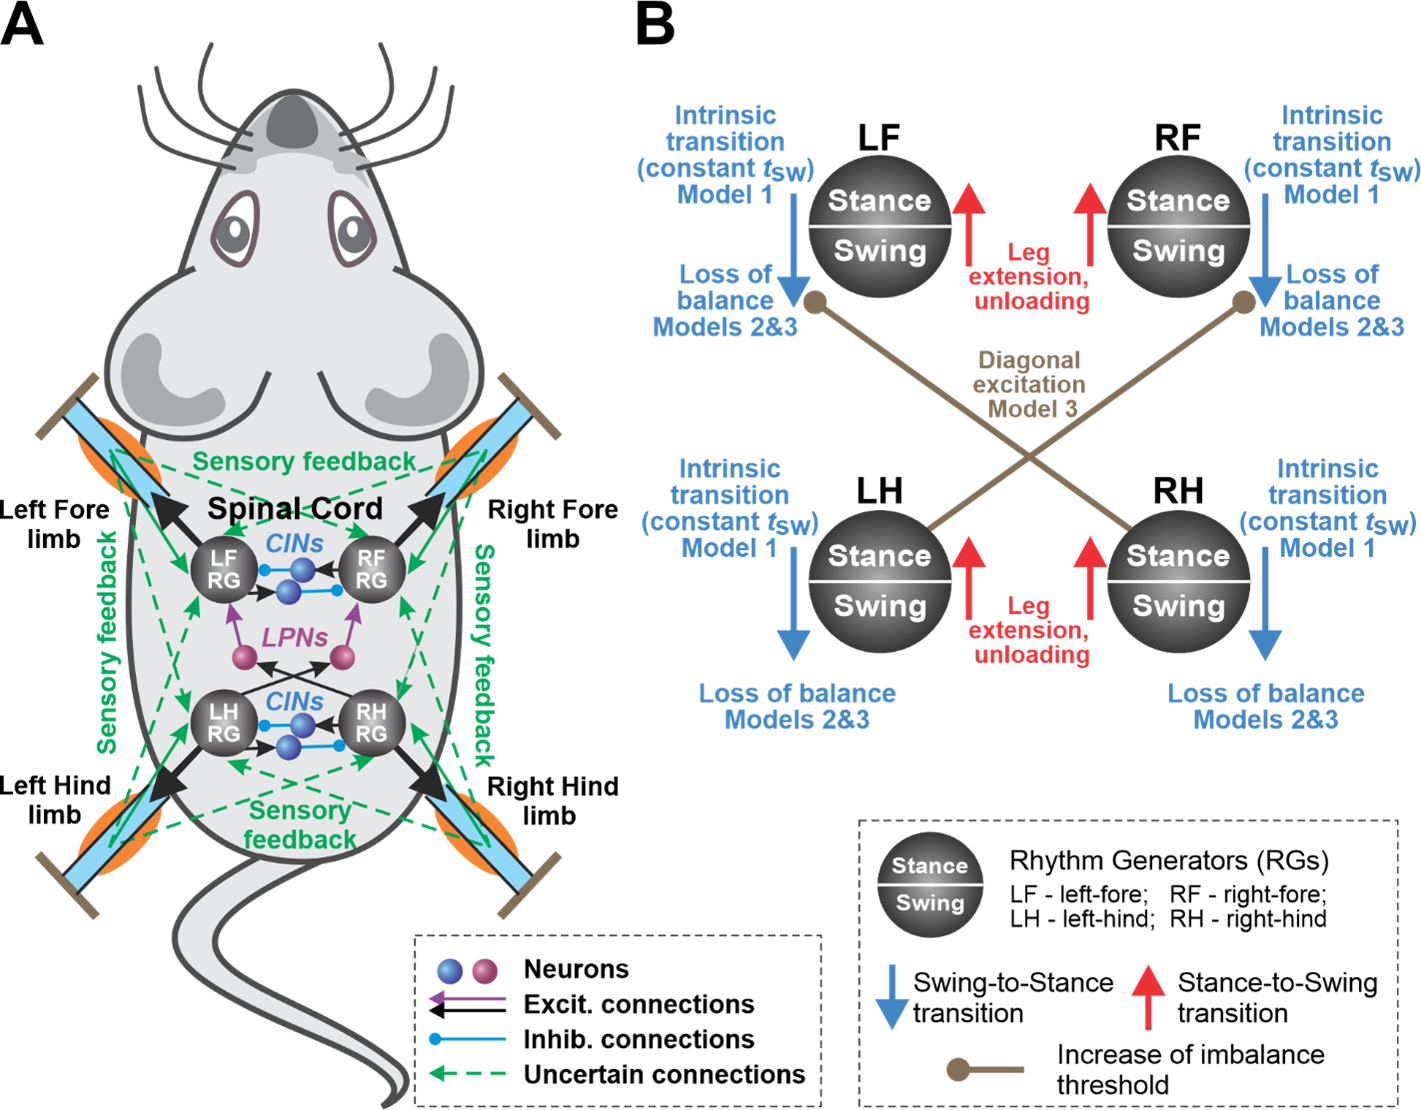 A
Sensory feedback
Left Fore
limb
Spinal Cord
Right Fore
limb
CINs
LF
RG
RF
RG
Sensory feedback
LPNs
Sensory feedback
CINs
LH
RG
RH
RG
Left Hind
limb
Sensory
feedback
Right Hind
limb
Neurons
Excit. connections
Inhib. connections
Uncertain connections
B
Intrinsic
transition
(constant tsw)
Model 1
LF
Stance
Swing
RF
Stance
Swing
Intrinsic
transition
(constant tsw)
Model 1
Loss of
balance
Models 2&3
Leg
extension,
unloading
Loss of
balance
Models 2&3
Diagonal
excitation
Model 3
Intrinsic
transition
(constant tsw)
Model 1
LH
Stance
Swing
RH
Stance
Swing
Intrinsic
transition
(constant tsw)
Model 1
Leg
extension,
unloading
Loss of balance
Models 2&3
Loss of balance
Models 2&3
Stance
Swing
Rhythm Generators (RGs)
LF - left-fore; RF - right-fore;
LH - left-hind; RH - right-hind
Swing-to-Stance
transition
Stance-to-Swing
transition
Increase of imbalance
threshold